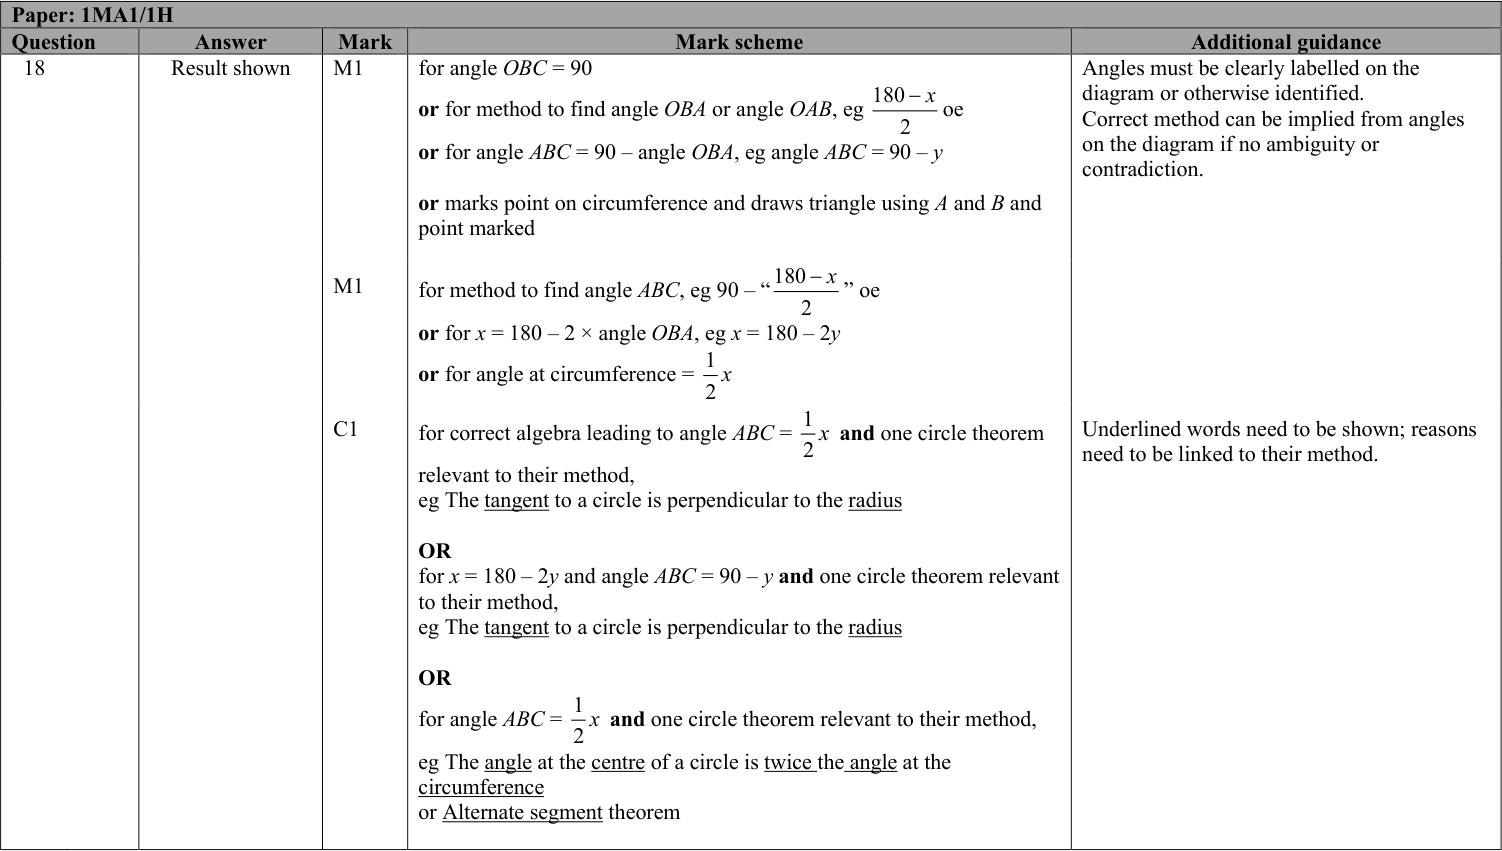 Paper: 1MA1/1H
Question Answer Mark Mark scheme Additional guidance
18 Result shown M1 for angle OBC = 90
or for method to find angle OBA or angle OAB, eg (180 – x)/2 oe
or for angle ABC = 90 – angle OBA, eg angle ABC = 90 – y
or marks point on circumference and draws triangle using A and B and
point marked
Angles must be clearly labelled on the
diagram or otherwise identified.
Correct method can be implied from angles
on the diagram if no ambiguity or
contradiction.
M1 for method to find angle ABC, eg 90 – “(180 – x)/2” oe
or for x = 180 – 2 × angle OBA, eg x = 180 – 2y
or for angle at circumference = 1/2 x
C1 for correct algebra leading to angle ABC = 1/2 x and one circle theorem
relevant to their method,
eg The tangent to a circle is perpendicular to the radius
Underlined words need to be shown; reasons
need to be linked to their method.
OR
for x = 180 – 2y and angle ABC = 90 – y and one circle theorem relevant
to their method,
eg The tangent to a circle is perpendicular to the radius
OR
for angle ABC = 1/2 x and one circle theorem relevant to their method,
eg The angle at the centre of a circle is twice the angle at the
circumference
or Alternate segment theorem